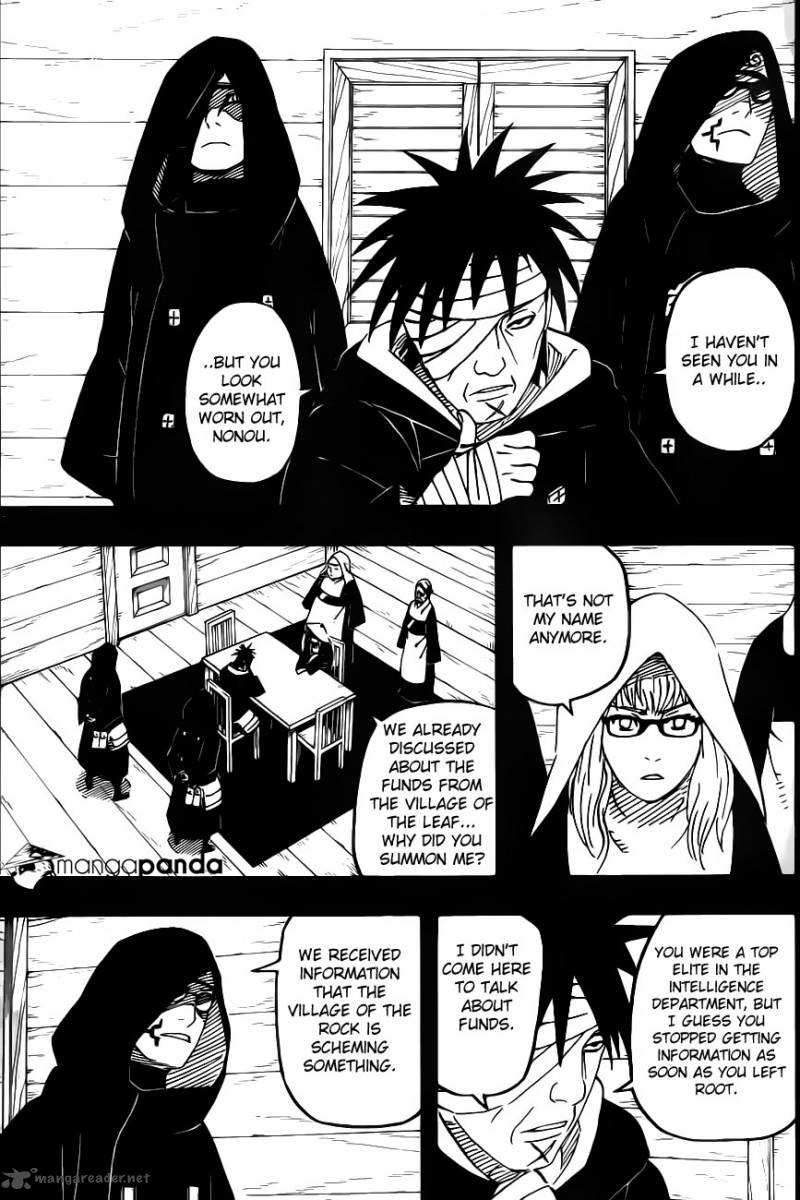 I HAVEN'T
SEEN YOU IN
A WHILE..
..BUT YOU
LOOK
SOMEWHAT
WORN OUT,
NONOU.
THAT'S NOT
MY NAME
ANYMORE.
WE ALREADY
DISCUSSED
ABOUT THE
FUNDS FROM
THE VILLAGE OF
THE LEAF...
WHY DID YOU
SUMMON ME?
mangapanda
YOU WERE A TOP
ELITE IN THE
INTELLIGENCE
DEPARTMENT, BUT
I GUESS YOU
STOPPED GETTING
INFORMATION AS
SOON AS YOU LEFT
ROOT.
I DIDN'T
COME HERE
TO TALK
ABOUT
FUNDS.
WE RECEIVED
INFORMATION
THAT THE
VILLAGE OF THE
ROCK IS
SCHEMING
SOMETHING.
mangareader.net